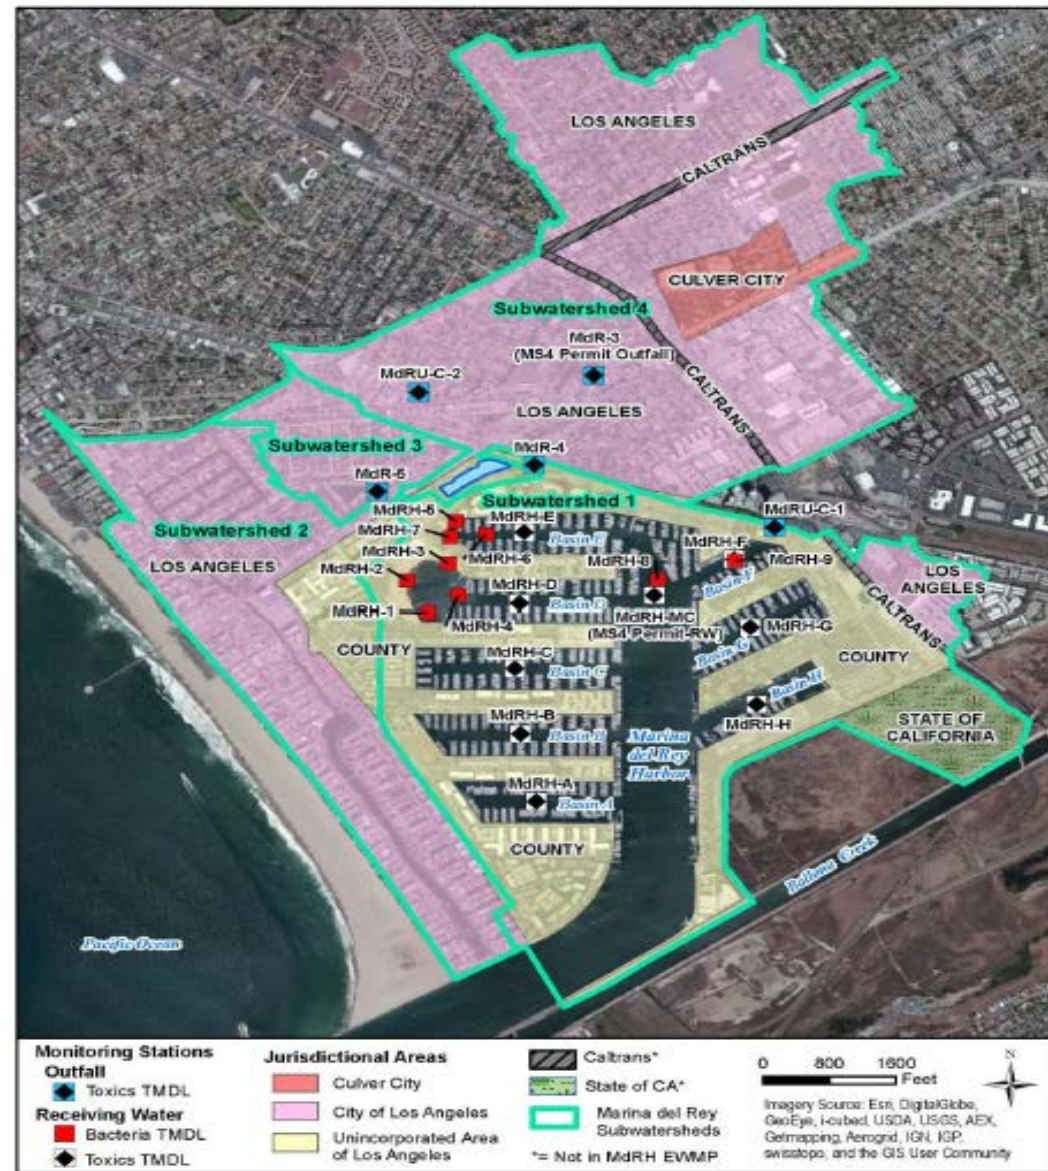 LOS ANGELES
CALTRANS
CULVER CITY
Subwatershed 4
MdR-3
(MS4 Permit Outfall)
MdRU-C-2
LOS ANGELES
CALTRANS
Subwatershed 3
MdR-4
MdR-5
Subwatershed 1
MdRU-C-1
Subwatershed 2
MdRH-5
MdRH-E
MdRH-7
Basin E
MdRH-3
MdRH-6
MdRH-8
MdRH-F
MdRH-9
LOS ANGELES
MdRH-2
MdRH-D
Basin F
LOS
ANGELES
MdRH-1
MdRH-4
Basin D
MdRH-MC
(MS4 Permit-RW)
MdRH-G
CALTRANS
COUNTY
MdRH-C
Basin C
Basin G
COUNTY
Basin H
MdRH-B
Basin B
Marina
del Rey
Harbor
MdRH-H
STATE OF
CALIFORNIA
MdRH-A
Basin A
COUNTY
Ballona Creek
Pacific Ocean
Monitoring Stations
Outfall
Toxics TMDL
Receiving Water
Bacteria TMDL
Toxics TMDL
Jurisdictional Areas
Culver City
City of Los Angeles
Unincorporated Area
of Los Angeles
Caltrans*
State of CA*
Marina del Rey
Subwatersheds
*= Not in MdRH EWMP
0 800 1600
Feet
N
Imagery Source: Esri, DigitalGlobe,
GeoEye, i-cubed, USDA, USGS, AEX,
Getmapping, Aerogrid, IGN, IGP,
swisstopo, and the GIS User Community